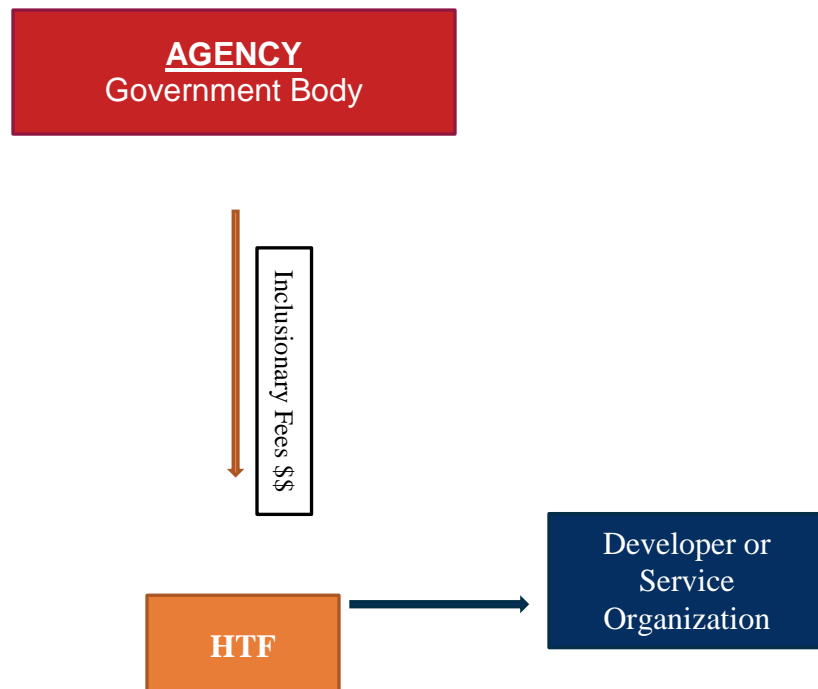 AGENCY
Government Body
Inclusionary Fees $$
Developer or
Service
Organization
HTF